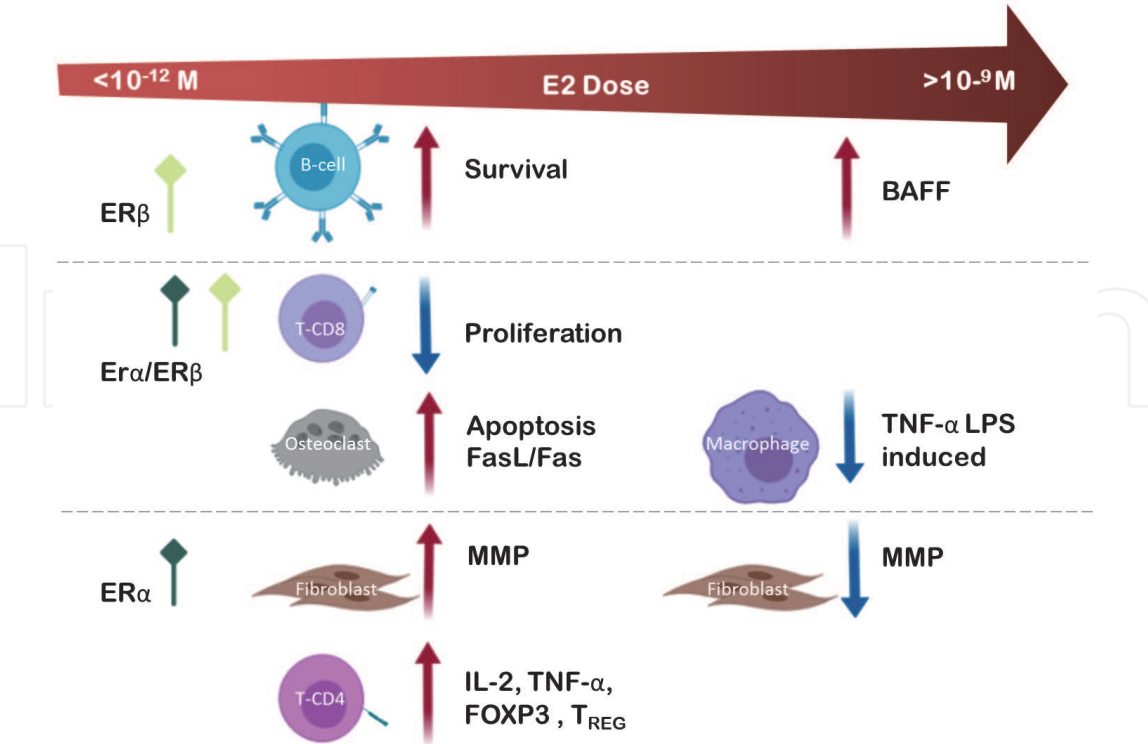 <10⁻¹² M
E2 Dose
>10-⁹ M
B-cell
Survival
BAFF
ERβ
T-CD8
Proliferation
Erα/ERβ
Osteoclast
Apoptosis
FasL/Fas
Macrophage
TNF-α LPS
induced
ERα
Fibroblast
MMP
Fibroblast
MMP
T-CD4
IL-2, TNF-α,
FOXP3 , TREG